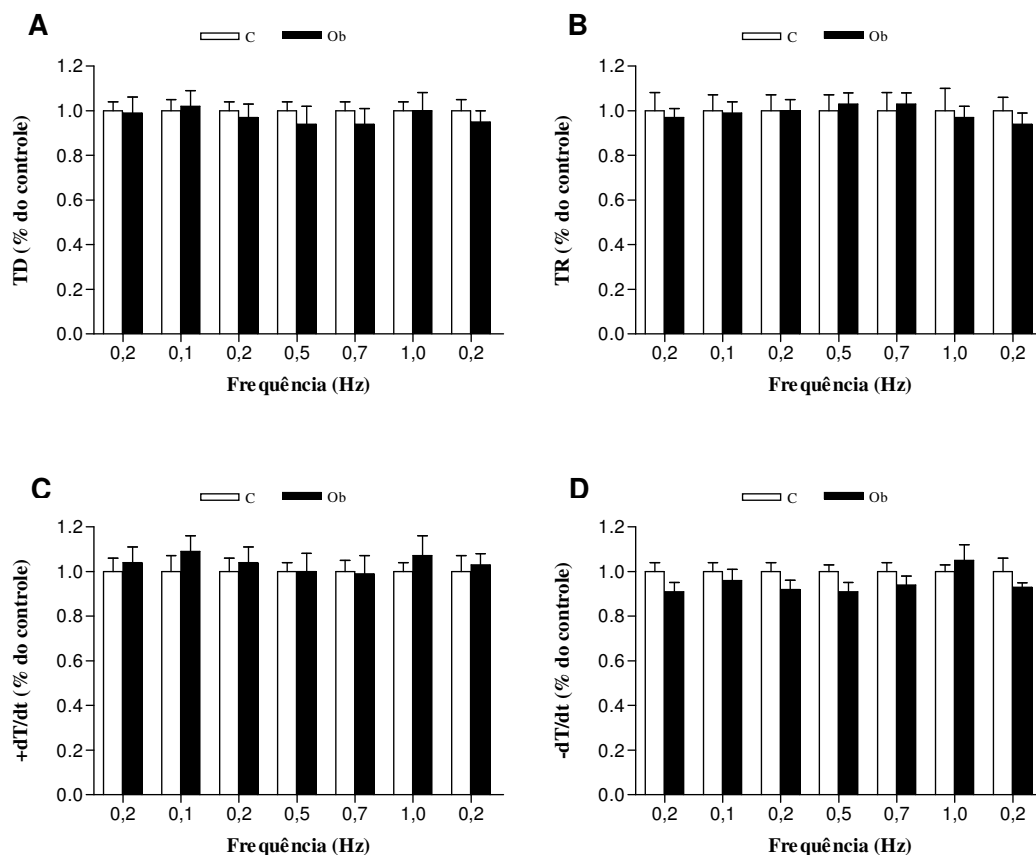 A
C Ob
TD (% do controle)
1.2
1.0
0.8
0.6
0.4
0.2
0.0
0,2 0,1 0,2 0,5 0,7 1,0 0,2
Frequência (Hz)
B
C Ob
TR (% do controle)
1.2
1.0
0.8
0.6
0.4
0.2
0.0
0,2 0,1 0,2 0,5 0,7 1,0 0,2
Frequência (Hz)
C
C Ob
+dT/dt (% do controle)
1.2
1.0
0.8
0.6
0.4
0.2
0.0
0,2 0,1 0,2 0,5 0,7 1,0 0,2
Frequência (Hz)
D
C Ob
-dT/dt (% do controle)
1.2
1.0
0.8
0.6
0.4
0.2
0.0
0,2 0,1 0,2 0,5 0,7 1,0 0,2
Frequência (Hz)